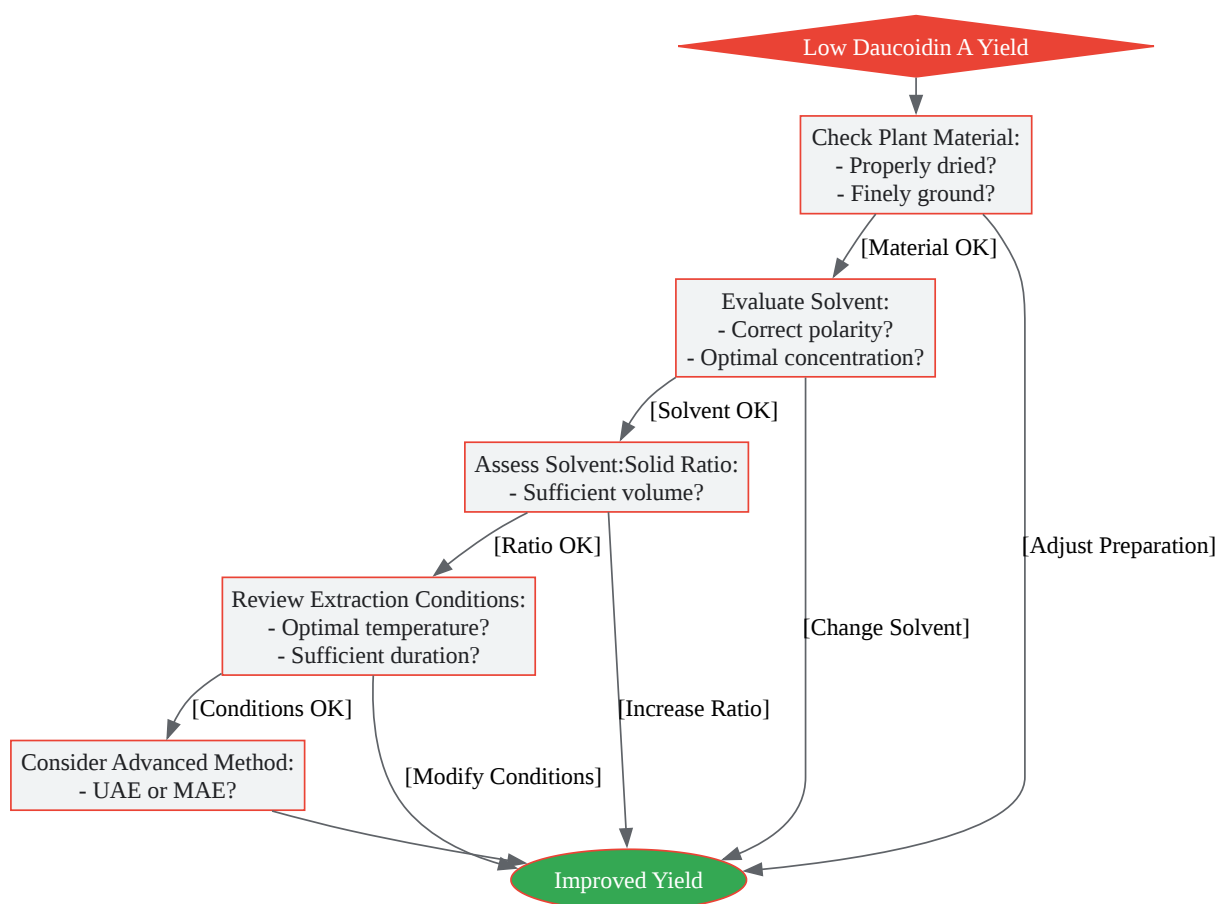 Low Daucoidin A Yield
Check Plant Material:
- Properly dried?
- Finely ground?
[Material OK]
Evaluate Solvent:
- Correct polarity?
- Optimal concentration?
[Solvent OK]
Assess Solvent:Solid Ratio:
- Sufficient volume?
[Ratio OK]
[Adjust Preparation]
Review Extraction Conditions:
- Optimal temperature?
- Sufficient duration?
[Change Solvent]
[Conditions OK]
[Increase Ratio]
Consider Advanced Method:
- UAE or MAE?
[Modify Conditions]
Improved Yield